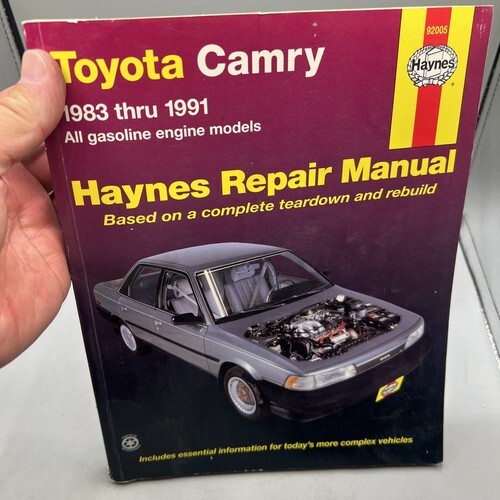 92005
Haynes
Toyota Camry
1983 thru 1991
All gasoline engine models
Haynes Repair Manual
Based on a complete teardown and rebuild
Includes essential information for today's more complex vehicles